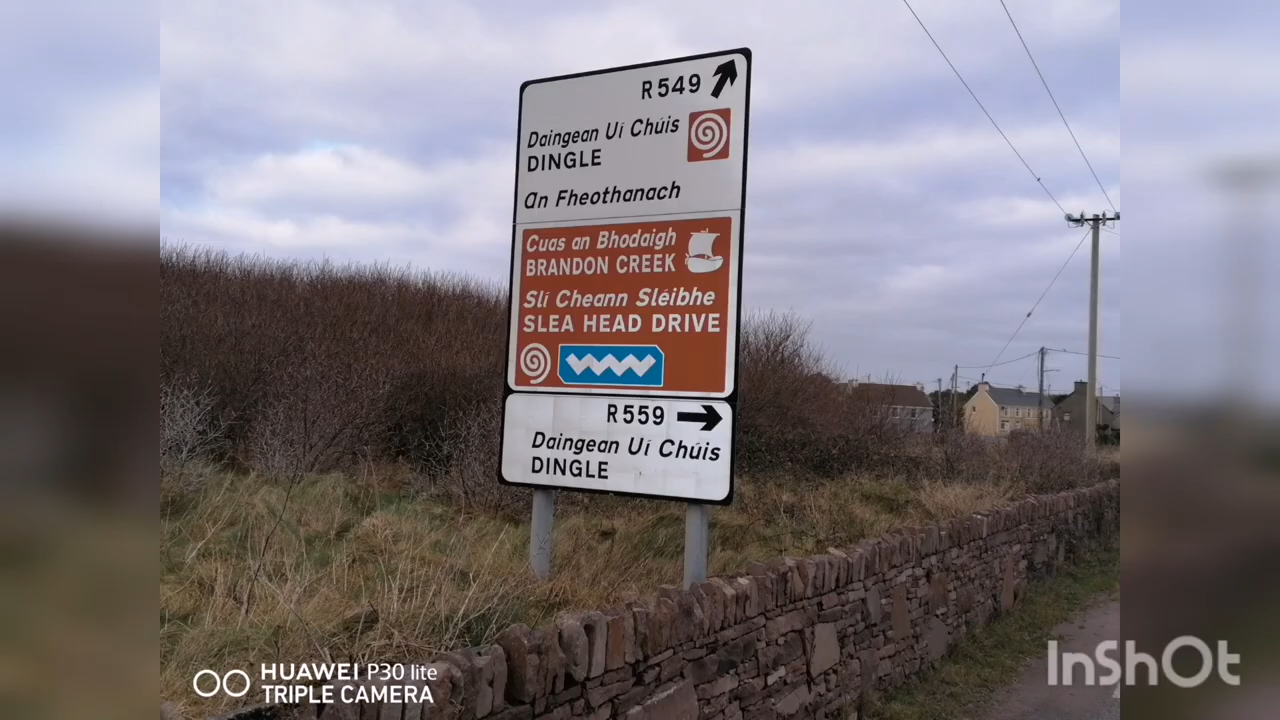 R549
Daingean Uí Chúis
DINGLE
an Fheothanach
Cuas an Bhodaigh
BRANDON CREEK
Slí Cheann Sléibhe
SLEA HEAD DRIVE
R559
Daingean Uí Chúis
DINGLE
HUAWEI P30 lite
TRIPLE CAMERA
InShOt